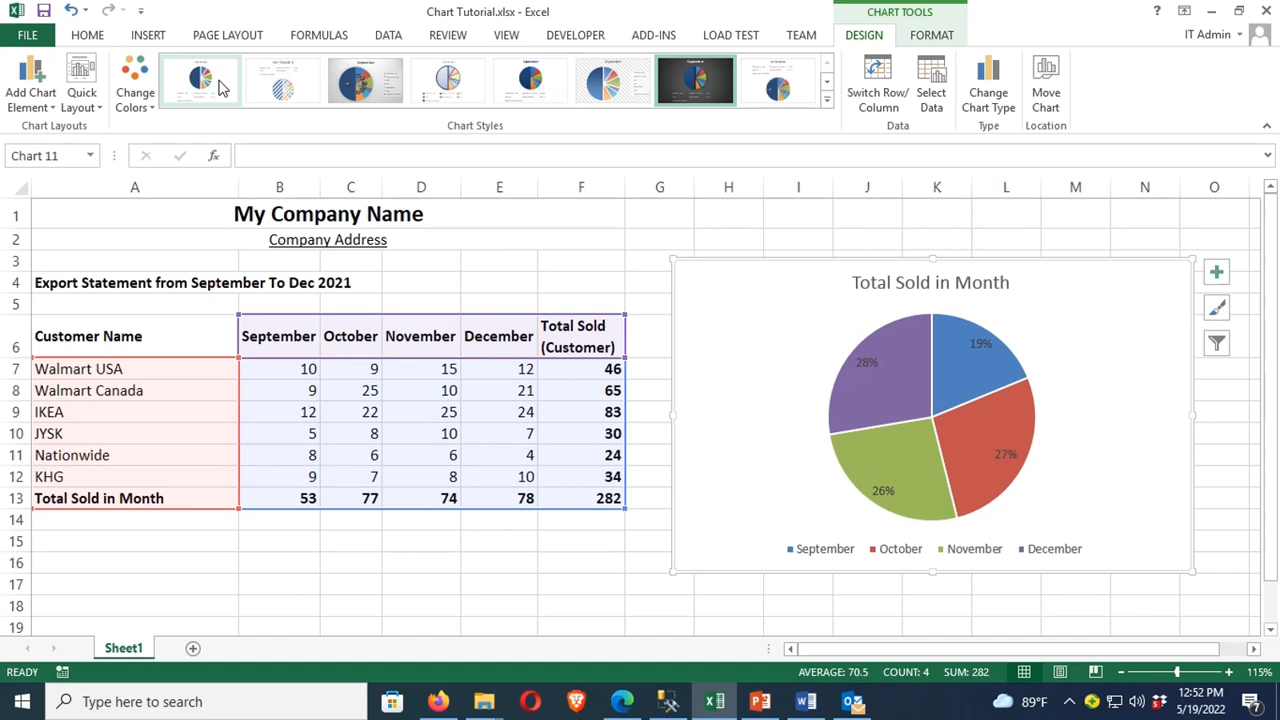 Chart Tutorial.xlsx - Excel
CHART TOOLS
?
FILE HOME INSERT PAGE LAYOUT FORMULAS DATA REVIEW VIEW DEVELOPER ADD-INS LOAD TEST TEAM DESIGN FORMAT IT Admin
Add Chart Element
Quick Layout
Change Colors
Switch Row/ Column
Select Data
Change Chart Type
Move Chart
Chart Layouts Chart Styles Data Type Location
Chart 11 fx
A B C D E F G H I J K L M N O
1 My Company Name
2 Company Address
3
4 Export Statement from September To Dec 2021
5
6 Customer Name September October November December Total Sold (Customer)
7 Walmart USA 10 9 15 12 46
8 Walmart Canada 9 25 10 21 65
9 IKEA 12 22 25 24 83
10 JYSK 5 8 10 7 30
11 Nationwide 8 6 6 4 24
12 KHG 9 7 8 10 34
13 Total Sold in Month 53 77 74 78 282
14
15
16
17
18
19
Total Sold in Month
19%
28%
27%
26%
September October November December
Sheet1
READY AVERAGE: 70.5 COUNT: 4 SUM: 282 115%
Type here to search
89°F
12:52 PM
5/19/2022
7